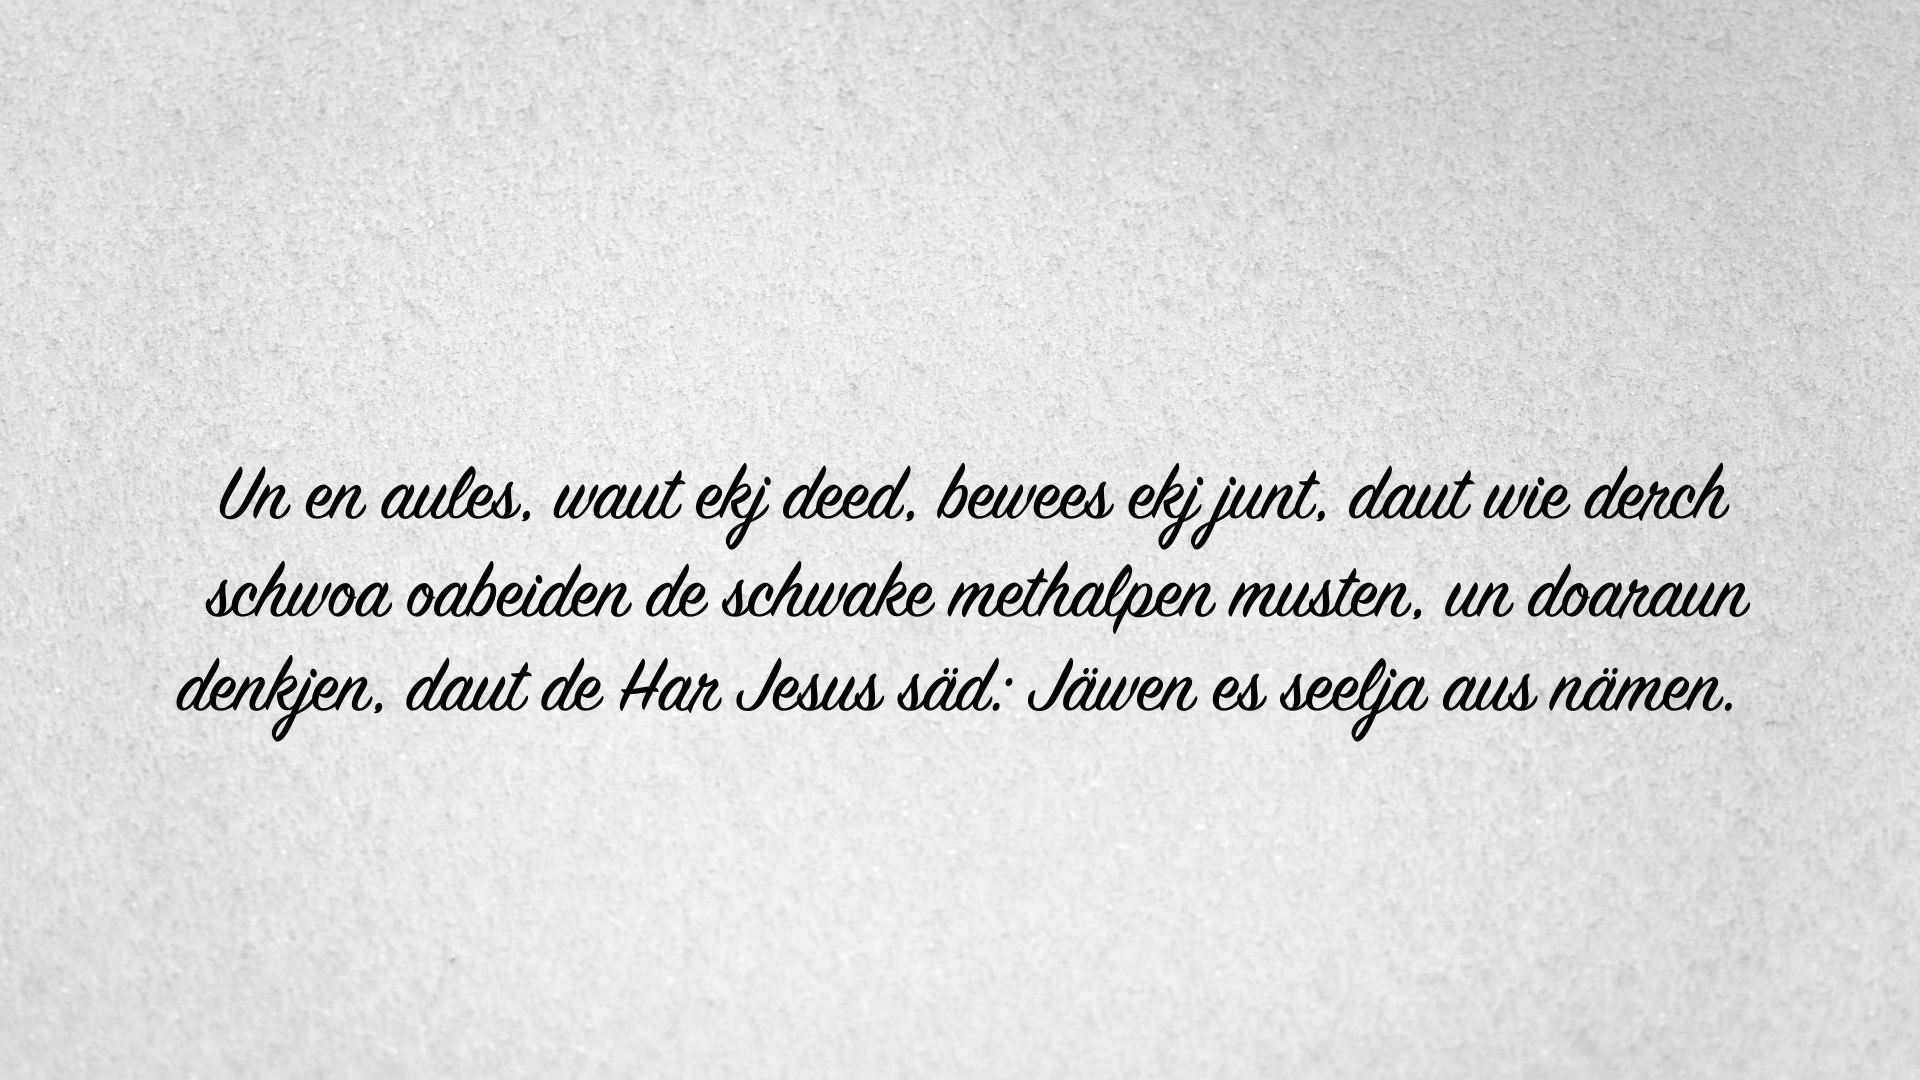 Un en aules, waut ekj deed, bewees ekj junt, daut wie derch
schwoa oabeiden de schwake methalpen musten, un doaraun
denkjen, daut de Har Jesus säd: Jäwen es seelja aus nämen.